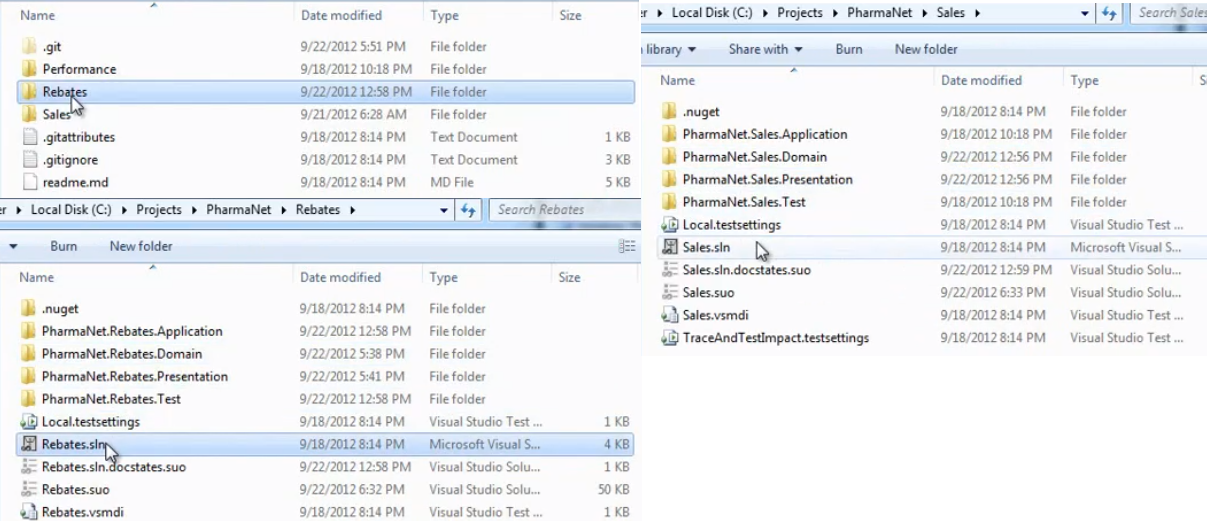 Name Date modified Type Size
.git 9/22/2012 5:51 PM File folder
Performance 9/18/2012 10:18 PM File folder
Rebates 9/22/2012 12:58 PM File folder
Sales 9/21/2012 6:28 AM File folder
.gitattributes 9/18/2012 8:14 PM Text Document 1 KB
.gitignore 9/18/2012 8:14 PM Text Document 3 KB
readme.md 9/18/2012 8:14 PM MD File 5 KB
er Local Disk (C:) Projects PharmaNet Rebates Search Rebates
Burn New folder
Name Date modified Type Size
.nuget 9/18/2012 8:14 PM File folder
PharmaNet.Rebates.Application 9/22/2012 12:58 PM File folder
PharmaNet.Rebates.Domain 9/22/2012 5:38 PM File folder
PharmaNet.Rebates.Presentation 9/22/2012 5:41 PM File folder
PharmaNet.Rebates.Test 9/22/2012 12:58 PM File folder
Local.testsettings 9/18/2012 8:14 PM Visual Studio Test ... 1 KB
Rebates.sln 9/18/2012 8:14 PM Microsoft Visual S... 4 KB
Rebates.sln.docstates.suo 9/22/2012 12:58 PM Visual Studio Solu... 1 KB
Rebates.suo 9/22/2012 6:32 PM Visual Studio Solu... 50 KB
Rebates.vsmdi 9/18/2012 8:14 PM Visual Studio Test ... 1 KB
er Local Disk (C:) Projects PharmaNet Sales Search Sales
library Share with Burn New folder
Name Date modified Type S
.nuget 9/18/2012 8:14 PM File folder
PharmaNet.Sales.Application 9/18/2012 10:18 PM File folder
PharmaNet.Sales.Domain 9/22/2012 12:56 PM File folder
PharmaNet.Sales.Presentation 9/22/2012 12:56 PM File folder
PharmaNet.Sales.Test 9/18/2012 10:18 PM File folder
Local.testsettings 9/18/2012 8:14 PM Visual Studio Test ...
Sales.sln 9/18/2012 8:14 PM Microsoft Visual S...
Sales.sln.docstates.suo 9/22/2012 12:59 PM Visual Studio Solu...
Sales.suo 9/22/2012 6:33 PM Visual Studio Solu...
Sales.vsmdi 9/18/2012 8:14 PM Visual Studio Test ...
TraceAndTestImpact.testsettings 9/18/2012 8:14 PM Visual Studio Test ...